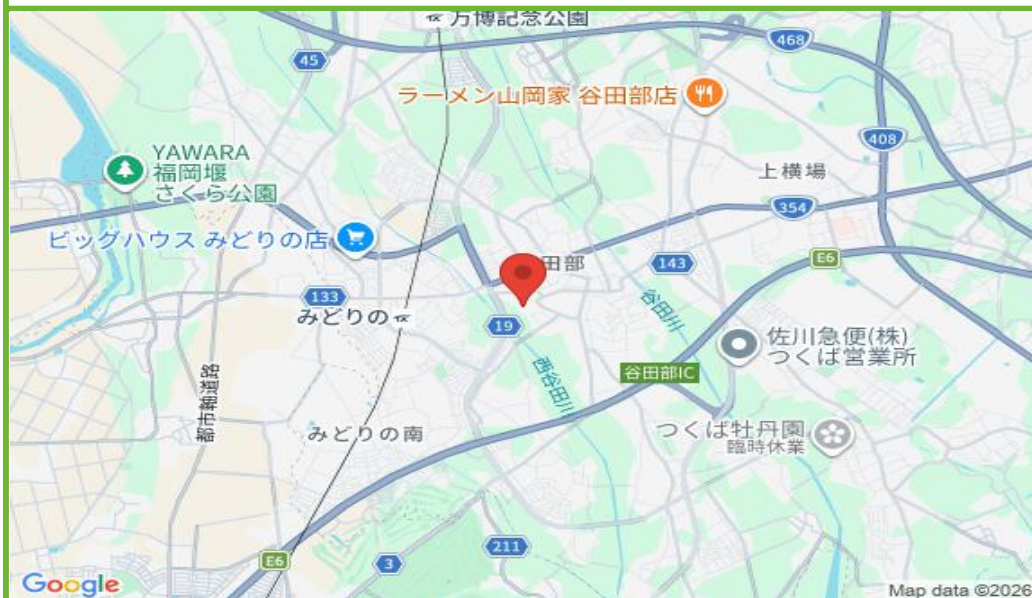 万博記念公園
468
45
ラーメン山岡家 谷田部店
408
YAWARA
福岡堰
さくら公園
上横場
354
ビッグハウス みどりの店
田部
143
E6
133
みどりの
19
谷田川
佐川急便(株)
つくば営業所
谷田部IC
西谷田川
都市軸道路
みどりの南
つくば牡丹園
臨時休業
211
E6
3
Google
Map data ©2026